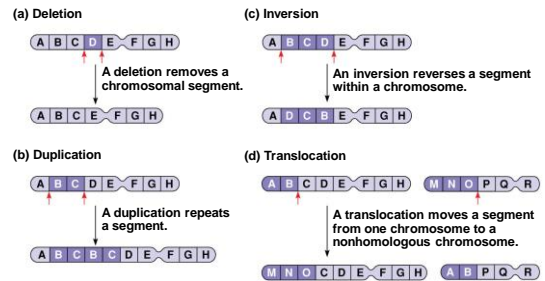 (a) Deletion
A B C D E F G H
A deletion removes a
chromosomal segment.
A B C E F G H
(b) Duplication
A B C D E F G H
A duplication repeats
a segment.
A B C B C D E F G H
(c) Inversion
A B C D E F G H
An inversion reverses a segment
within a chromosome.
A D C B E F G H
(d) Translocation
A B C D E F G H M N O P Q R
A translocation moves a segment
from one chromosome to a
nonhomologous chromosome.
M N O C D E F G H A B P Q R